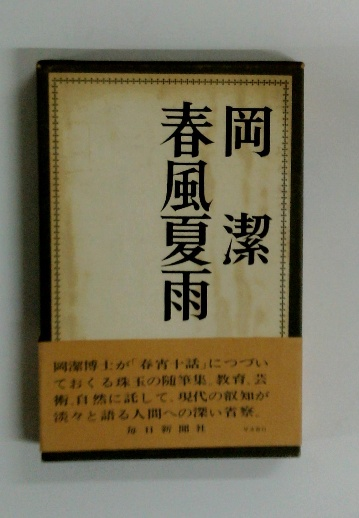 岡潔
春風夏雨
岡潔博士が「春宵十話」につづい
ておくる珠玉の随筆集。教育、芸
術、自然に託して、現代の叡知が
淡々と語る人間への深い省察。
毎日新聞社